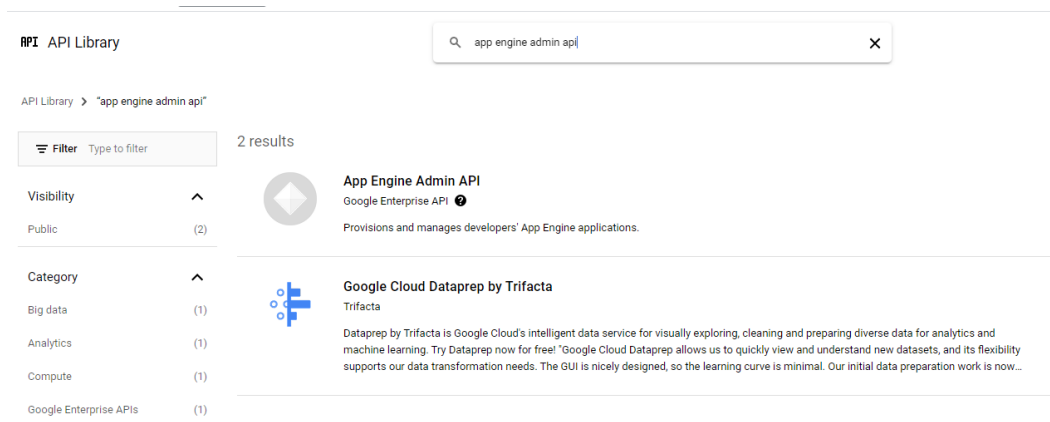 API API Library
app engine admin api
API Library > "app engine admin api"
Filter Type to filter
2 results
Visibility
Public (2)
Category
Big data (1)
Analytics (1)
Compute (1)
Google Enterprise APIs (1)
App Engine Admin API
Google Enterprise API
Provisions and manages developers' App Engine applications.
Google Cloud Dataprep by Trifacta
Trifacta
Dataprep by Trifacta is Google Cloud's intelligent data service for visually exploring, cleaning and preparing diverse data for analytics and
machine learning. Try Dataprep now for free! "Google Cloud Dataprep allows us to quickly view and understand new datasets, and its flexibility
supports our data transformation needs. The GUI is nicely designed, so the learning curve is minimal. Our initial data preparation work is now...